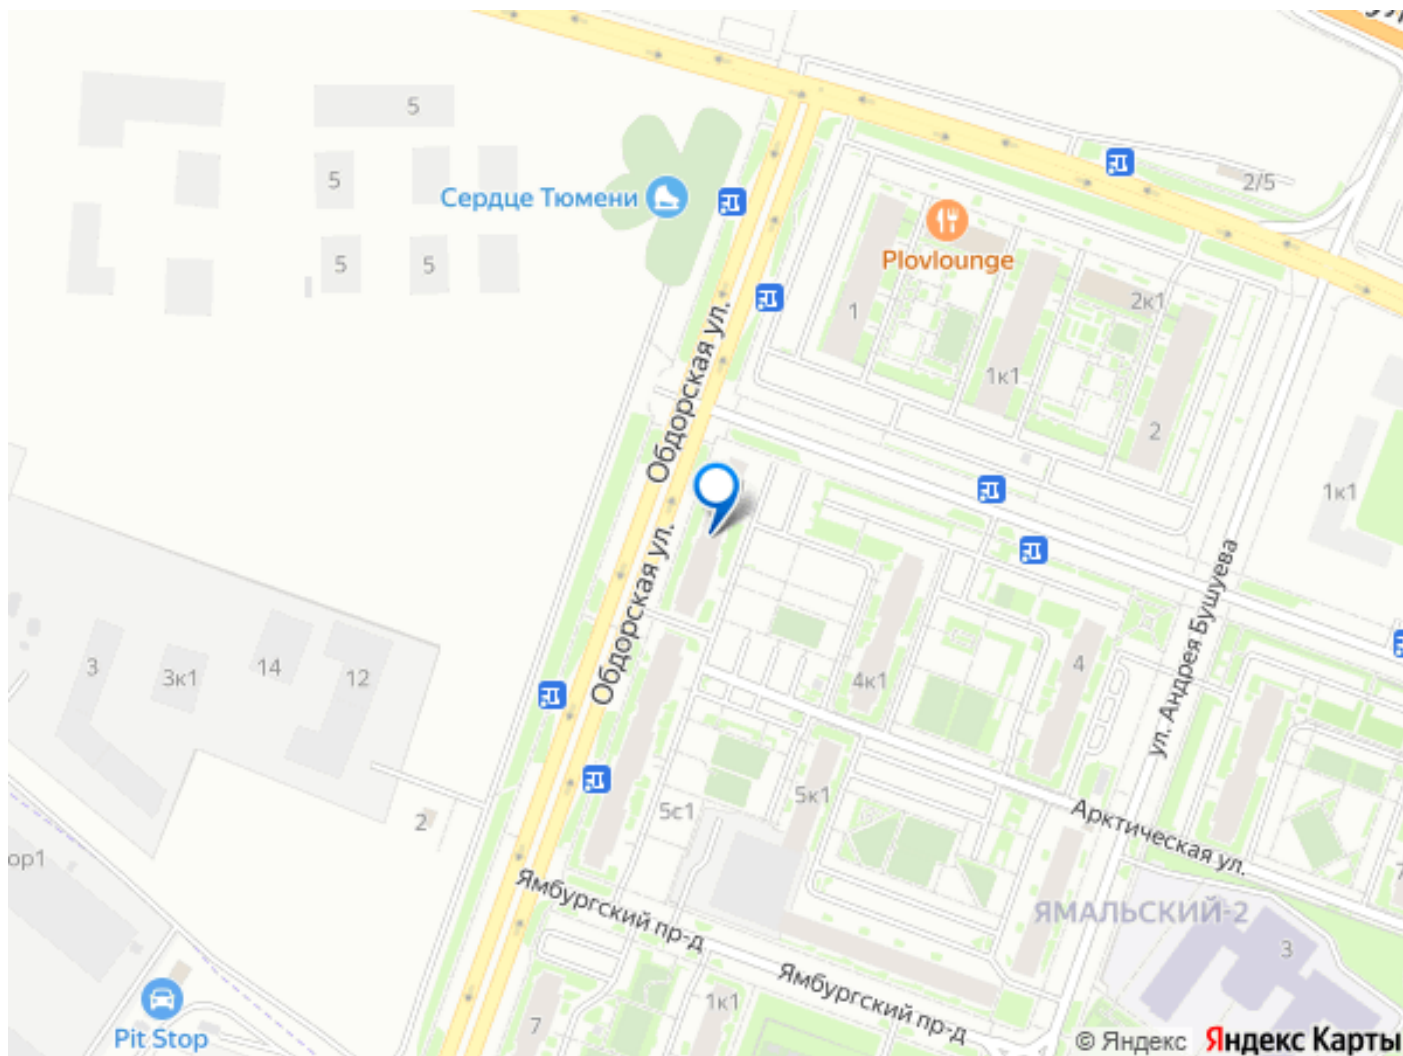 5
2/5
5
Сердце Тюмени
Plovlounge
5
5
2к1
1
Обдорская ул.
1к1
2
1к1
Обдорская ул.
ул. Андрея Бушуева
3
3к1
14
12
4к1
4
5к1
5с1
2
Арктическая ул.
ор1
Ямбургский пр-д
ЯМАЛЬСКИЙ-2
3
Ямбургский пр-д
Pit Stop
7
1к1
© Яндекс Яндекс Карты